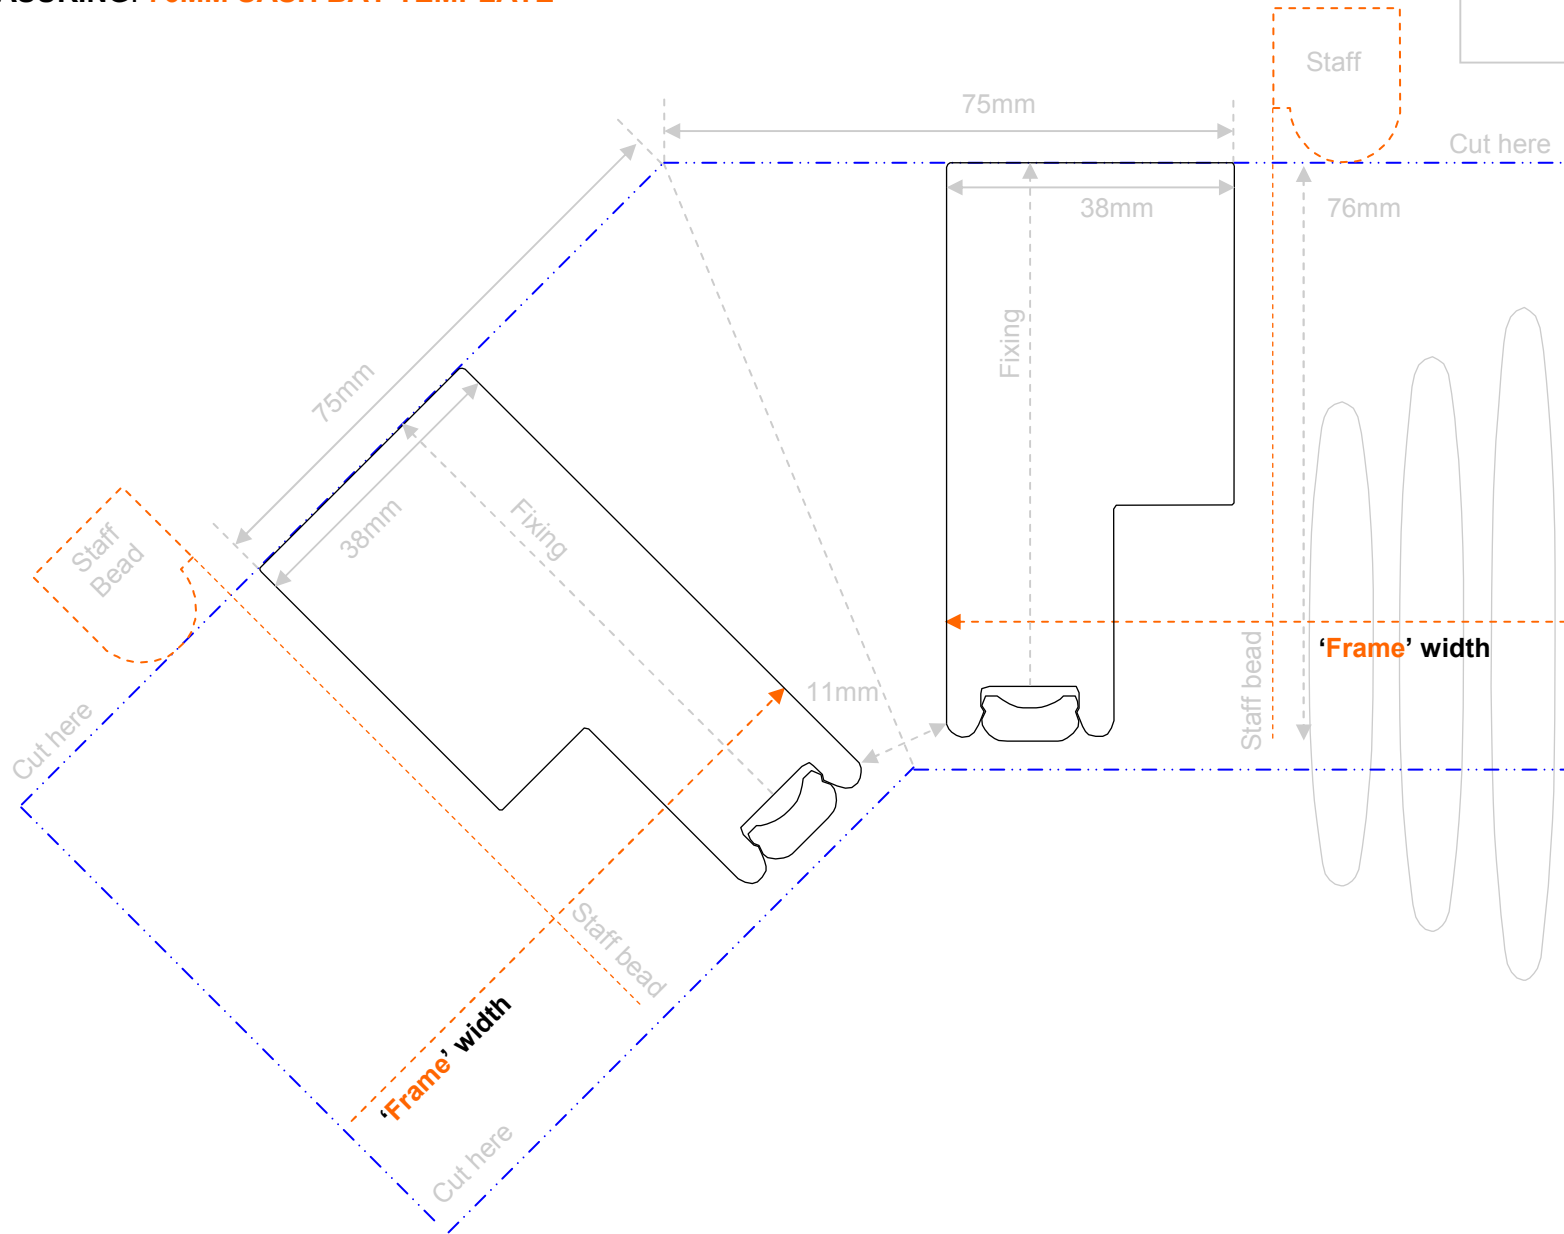 Staff
75mm
Cut here
38mm
76mm
Fixing
75mm
38mm
Fixing
Staff
Bead
Staff bead
‘Frame’ width
11mm
Cut here
Staff bead
‘Frame’ width
Cut here